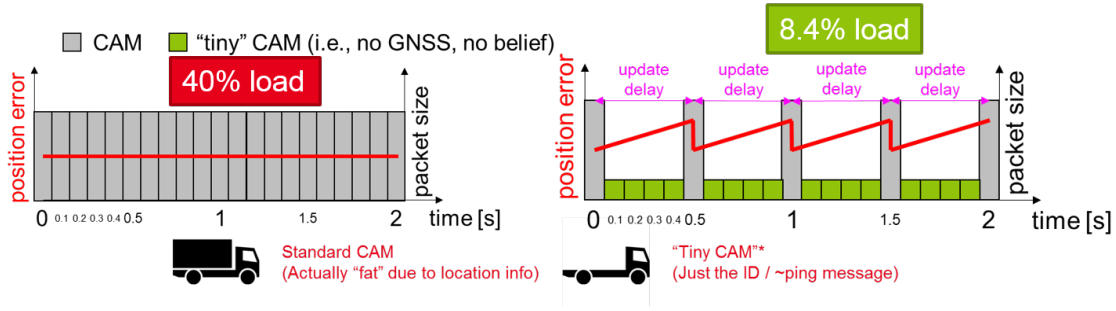 CAM
“tiny” CAM (i.e., no GNSS, no belief)
40% load
position error
packet size
0 0.1 0.2 0.3 0.4 0.5 1 1.5 2 time [s]
Standard CAM
(Actually “fat” due to location info)
8.4% load
update delay
update delay
update delay
update delay
position error
packet size
0 0.1 0.2 0.3 0.4 0.5 1 1.5 2 time [s]
“Tiny CAM”*
(Just the ID / ~ping message)